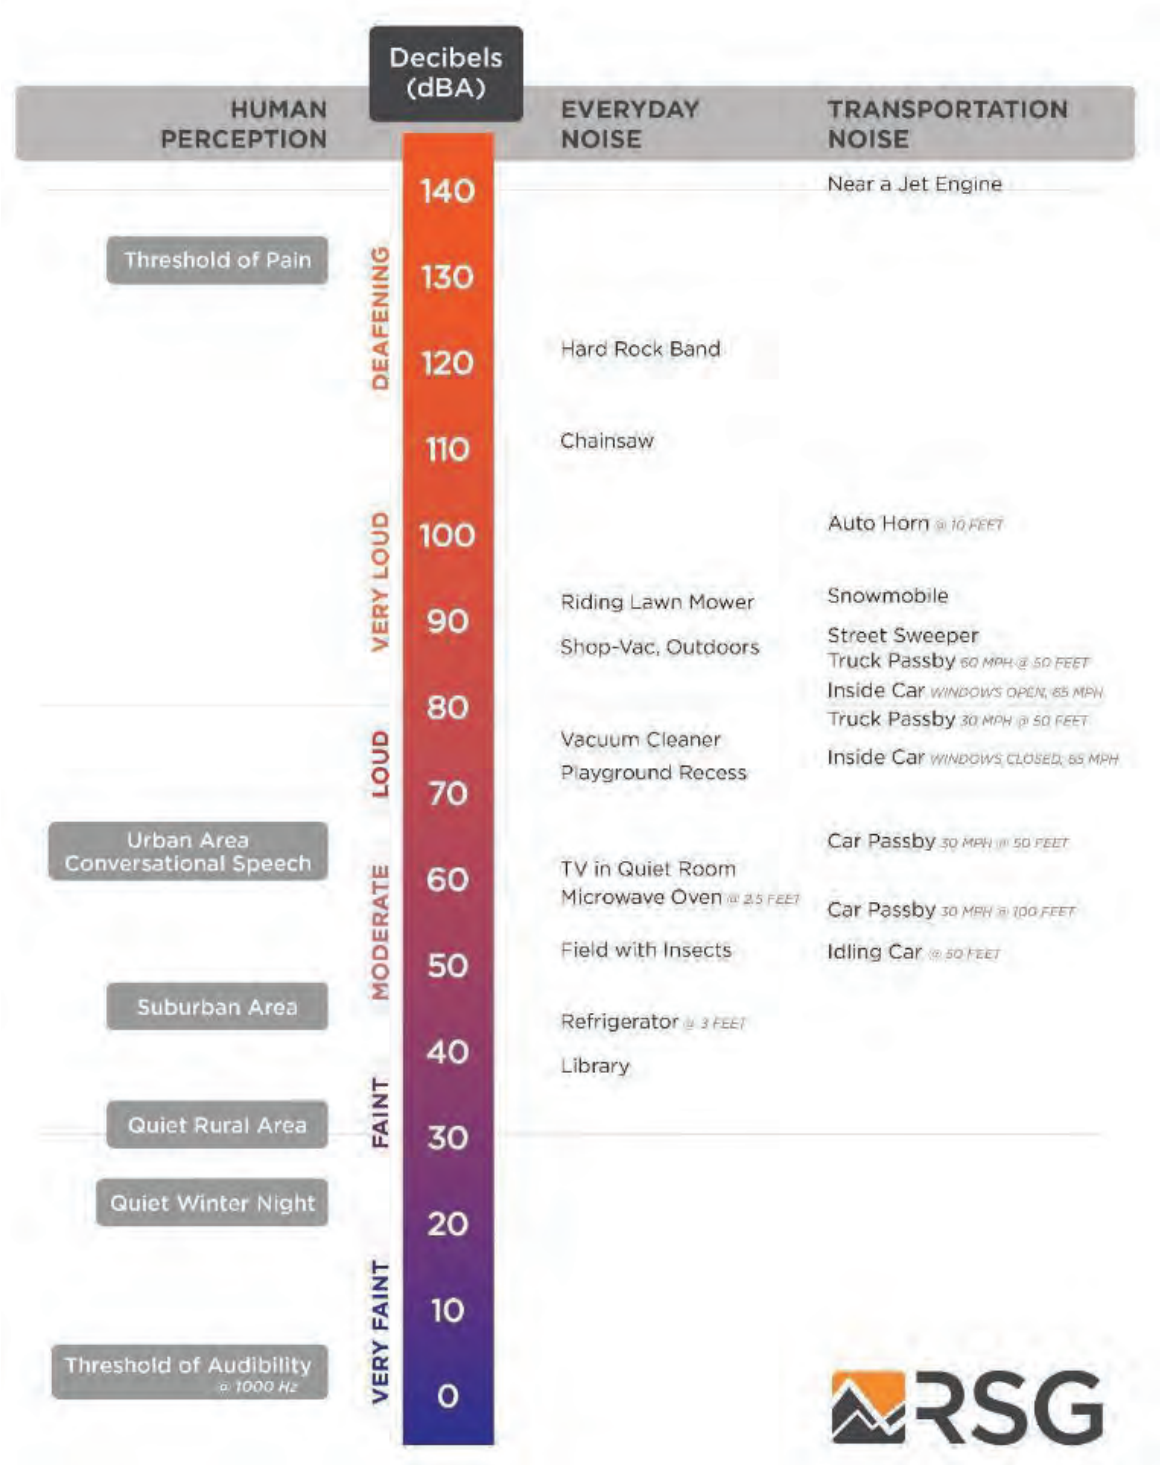 Decibels
(dBA)
HUMAN
PERCEPTION
EVERYDAY
NOISE
TRANSPORTATION
NOISE
140
Near a Jet Engine
Threshold of Pain
DEAFENING
130
Hard Rock Band
120
Chainsaw
110
Auto Horn @ 10 FEET
VERY LOUD
100
Riding Lawn Mower
Snowmobile
90
Shop-Vac, Outdoors
Street Sweeper
Truck Passby 60 MPH @ 50 FEET
Inside Car WINDOWS OPEN, 65 MPH
80
Truck Passby 30 MPH @ 50 FEET
Vacuum Cleaner
Inside Car WINDOWS CLOSED, 65 MPH
LOUD
Playground Recess
70
Urban Area
Conversational Speech
Car Passby 30 MPH @ 50 FEET
MODERATE
60
TV in Quiet Room
Microwave Oven @ 2.5 FEET
Car Passby 30 MPH @ 100 FEET
Field with Insects
Idling Car @ 50 FEET
50
Suburban Area
Refrigerator @ 3 FEET
40
Library
FAINT
Quiet Rural Area
30
Quiet Winter Night
20
VERY FAINT
10
Threshold of Audibility
@ 1000 Hz
0
RSG